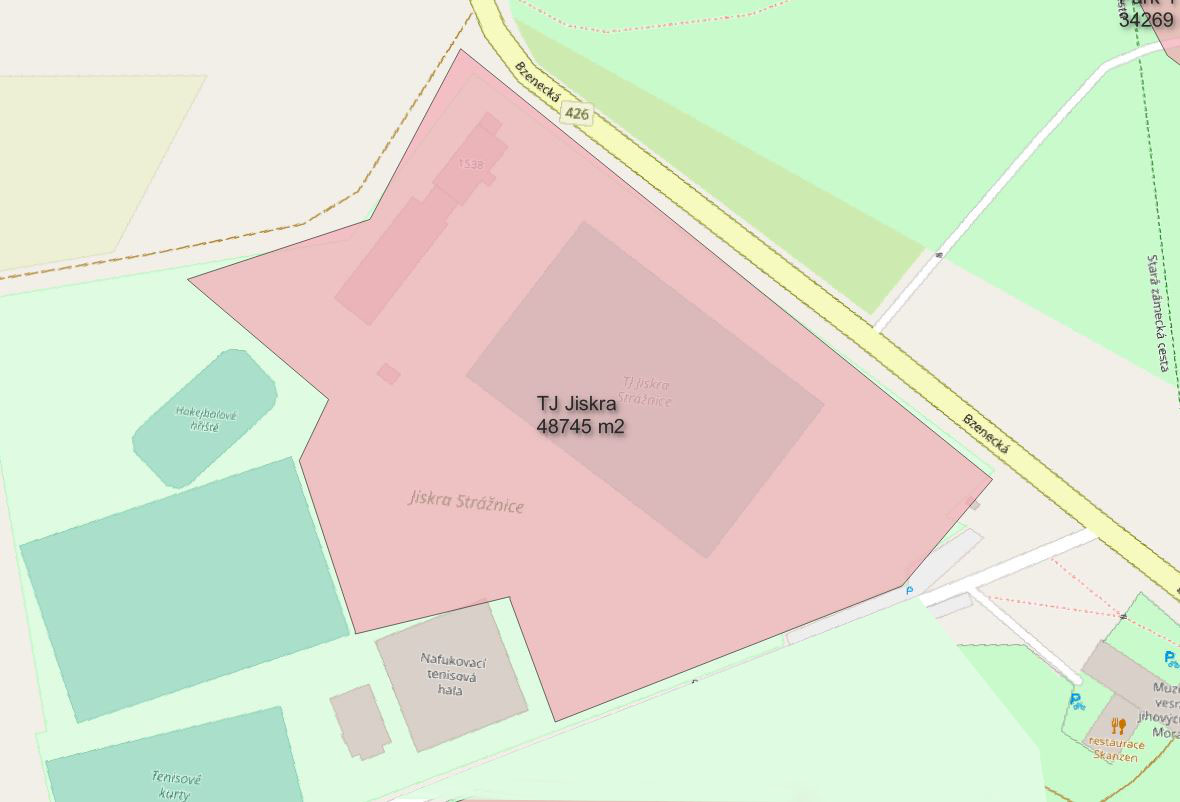 34269
Bzenecká
426
1538
Stará zámecká cesta
TJ Jiskra
Strážnice
TJ Jiskra
48745 m2
Hokejbalové
hřiště
Bzenecká
Jiskra Strážnice
P
Nafukovací
tenisová
hala
P
P
jihovýc
restaurace
Skanzen
Tenisové
kurty